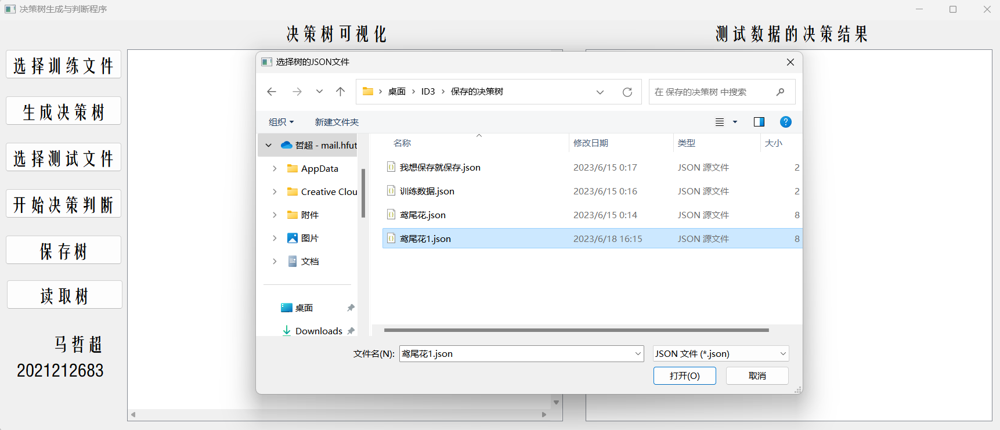 决策树生成与判断程序
决策树可视化
测试数据的决策结果
选择训练文件
生成决策树
选择测试文件
开始决策判断
保存树
读取树
马哲超
2021212683
选择树的JSON文件
桌面 > ID3 > 保存的决策树
在 保存的决策树 中搜索
组织 新建文件夹
哲超 - mail.hfut
AppData
Creative Clou
附件
图片
文档
桌面
Downloads
名称 修改日期 类型 大小
我想保存就保存.json 2023/6/15 0:17 JSON 源文件 2
训练数据.json 2023/6/15 0:16 JSON 源文件 2
鸢尾花.json 2023/6/15 0:14 JSON 源文件 8
鸢尾花1.json 2023/6/18 16:15 JSON 源文件 8
文件名(N): 鸢尾花1.json JSON 文件 (*.json)
打开(O) 取消